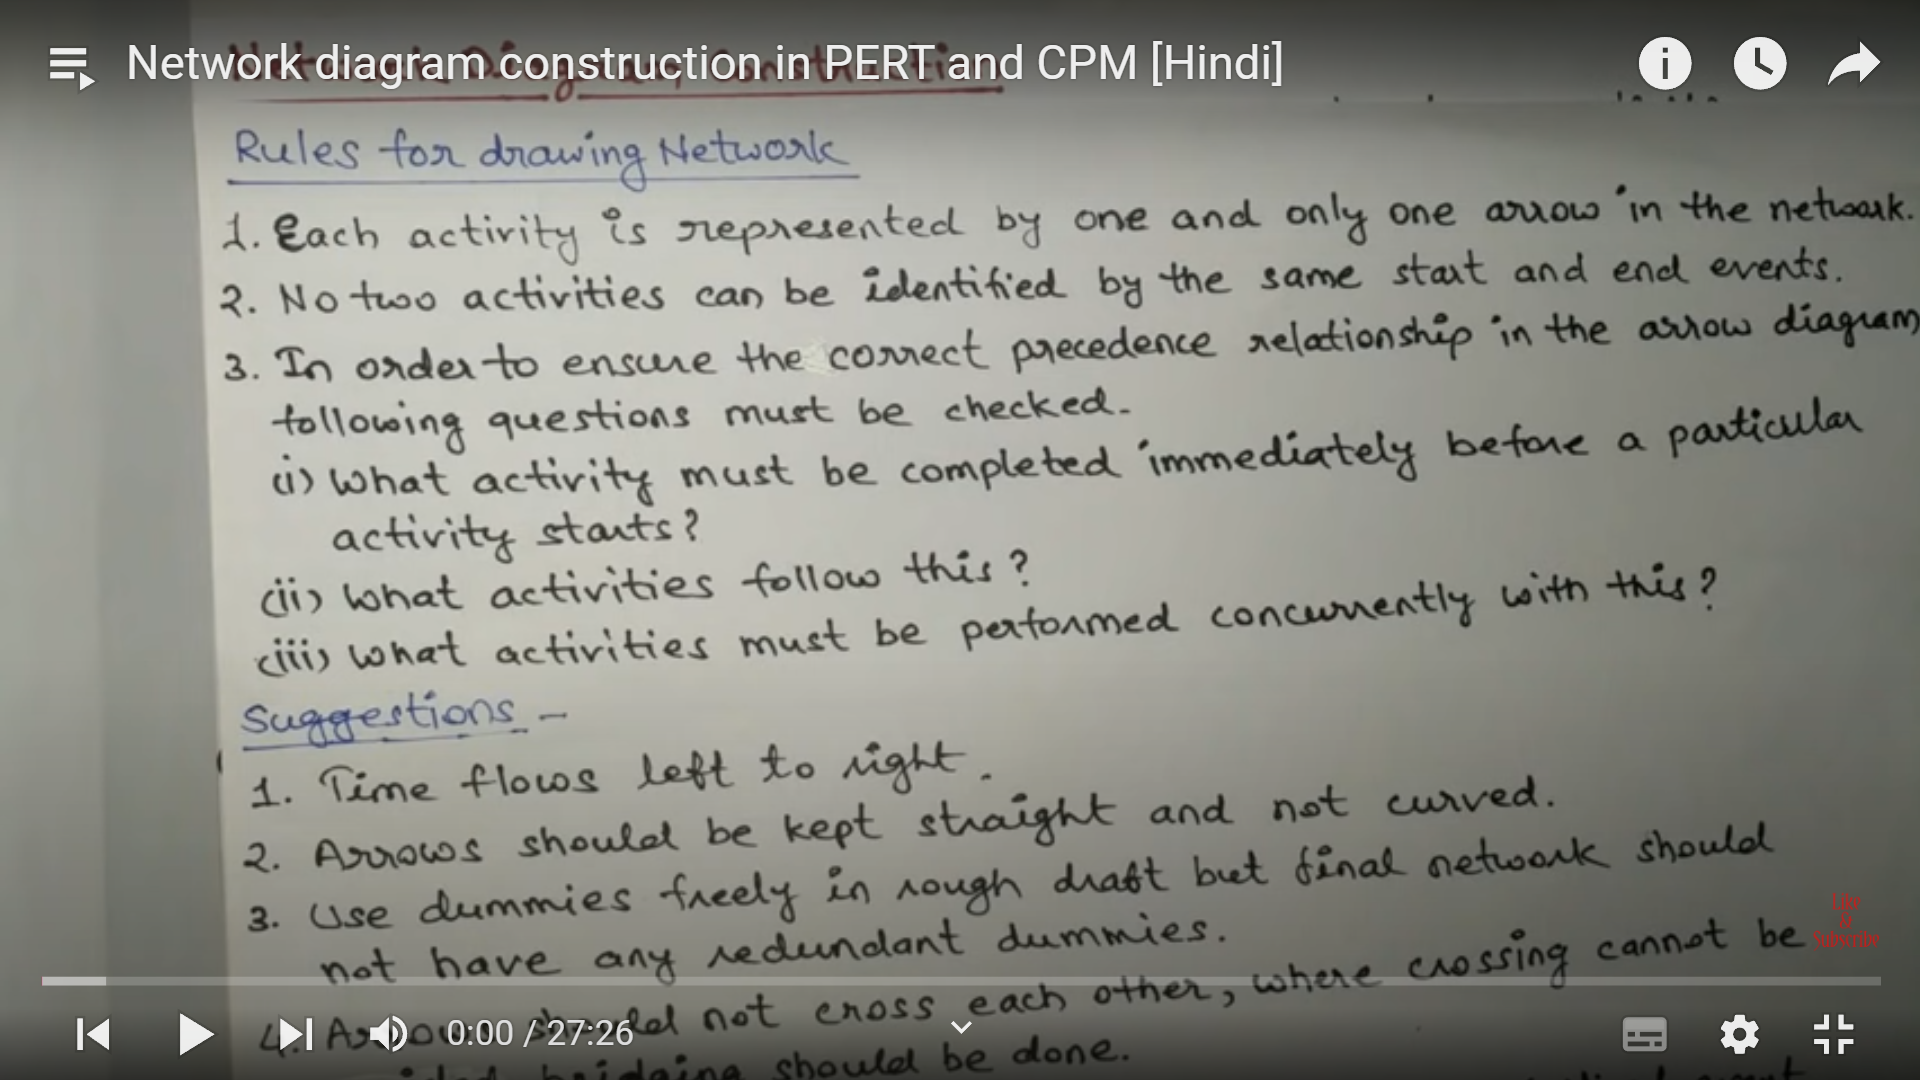 Network diagram construction in PERT and CPM [Hindi]
Rules for drawing Network
1. Each activity is represented by one and only one arrow in the network.
2. No two activities can be identified by the same start and end events.
3. In order to ensure the correct precedence relationship in the arrow diagram
following questions must be checked.
(i) What activity must be completed immediately before a particular
activity starts?
(ii) What activities follow this?
(iii) What activities must be performed concurrently with this?
Suggestions -
1. Time flows left to right.
2. Arrows should be kept straight and not curved.
3. Use dummies freely in rough draft but final network should
not have any redundant dummies.
Like
&
Subscribe
4. Arrows should not cross each other, where crossing cannot be
bridging should be done.
0:00 / 27:26